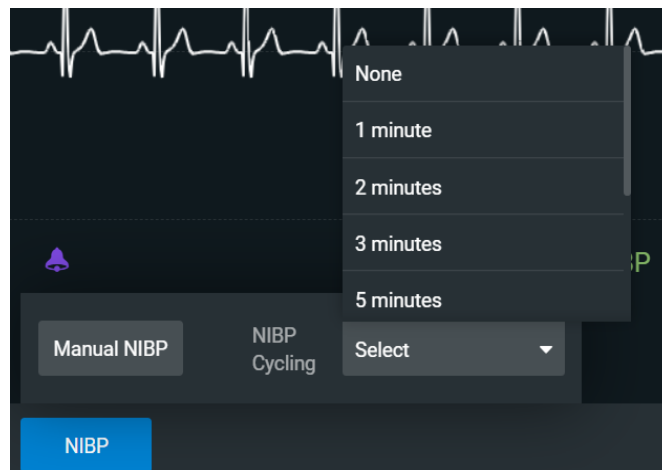 None
1 minute
2 minutes
3 minutes
5 minutes
Manual NIBP
NIBP
Cycling
Select
NIBP